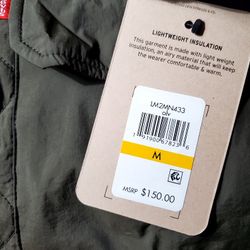 LIGHTWEIGHT INSULATION
This garment is made with light weight
insulation, an airy material that will keep
the wearer comfortable & warm.
LM2MN433
olv
M
MSRP $150.00